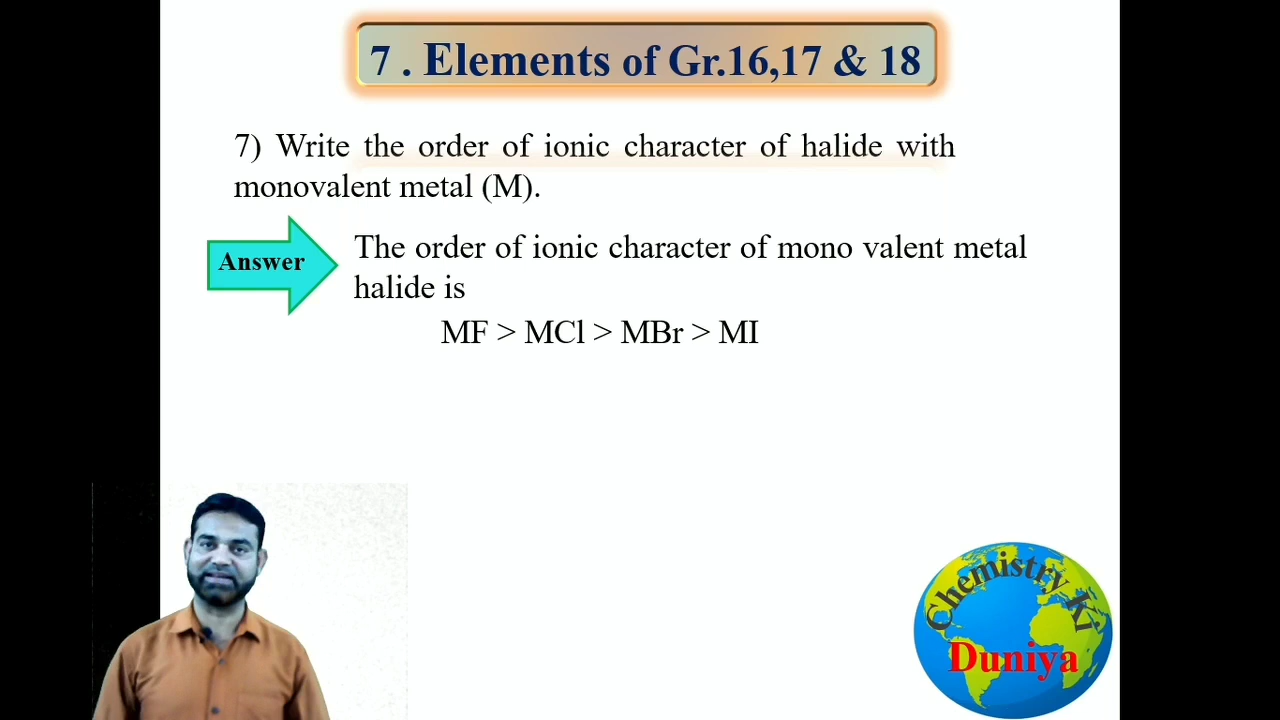 7 . Elements of Gr.16,17 & 18
7) Write the order of ionic character of halide with
monovalent metal (M).
Answer
The order of ionic character of mono valent metal
halide is
MF > MCl > MBr > MI
Chemistry Ki
Duniya